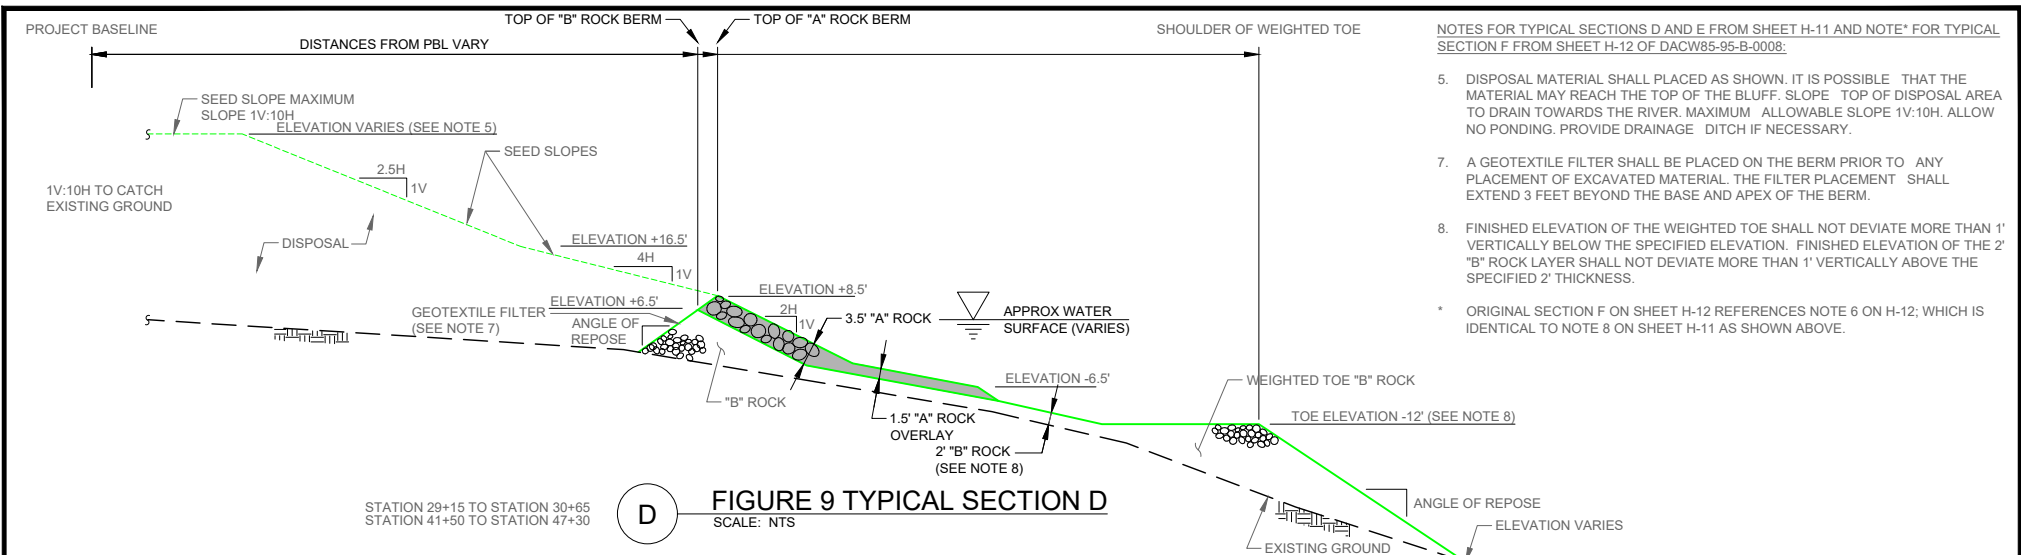 PROJECT BASELINE
TOP OF "B" ROCK BERM
TOP OF "A" ROCK BERM
SHOULDER OF WEIGHTED TOE
DISTANCES FROM PBL VARY
SEED SLOPE MAXIMUM
SLOPE 1V:10H
ELEVATION VARIES (SEE NOTE 5)
SEED SLOPES
2.5H
1V
1V:10H TO CATCH
EXISTING GROUND
DISPOSAL
ELEVATION +16.5'
4H
1V
ELEVATION +8.5'
ELEVATION +6.5'
GEOTEXTILE FILTER
(SEE NOTE 7)
ANGLE OF
REPOSE
2H
1V
3.5' "A" ROCK
APPROX WATER
SURFACE (VARIES)
ELEVATION -6.5'
"B" ROCK
1.5' "A" ROCK
OVERLAY
2' "B" ROCK
(SEE NOTE 8)
WEIGHTED TOE "B" ROCK
TOE ELEVATION -12' (SEE NOTE 8)
ANGLE OF REPOSE
ELEVATION VARIES
EXISTING GROUND
STATION 29+15 TO STATION 30+65
STATION 41+50 TO STATION 47+30
D
FIGURE 9 TYPICAL SECTION D
SCALE: NTS
NOTES FOR TYPICAL SECTIONS D AND E FROM SHEET H-11 AND NOTE* FOR TYPICAL
SECTION F FROM SHEET H-12 OF DACW85-95-B-0008:
5. DISPOSAL MATERIAL SHALL PLACED AS SHOWN. IT IS POSSIBLE THAT THE
MATERIAL MAY REACH THE TOP OF THE BLUFF. SLOPE TOP OF DISPOSAL AREA
TO DRAIN TOWARDS THE RIVER. MAXIMUM ALLOWABLE SLOPE 1V:10H. ALLOW
NO PONDING. PROVIDE DRAINAGE DITCH IF NECESSARY.
7. A GEOTEXTILE FILTER SHALL BE PLACED ON THE BERM PRIOR TO ANY
PLACEMENT OF EXCAVATED MATERIAL. THE FILTER PLACEMENT SHALL
EXTEND 3 FEET BEYOND THE BASE AND APEX OF THE BERM.
8. FINISHED ELEVATION OF THE WEIGHTED TOE SHALL NOT DEVIATE MORE THAN 1'
VERTICALLY BELOW THE SPECIFIED ELEVATION. FINISHED ELEVATION OF THE 2'
"B" ROCK LAYER SHALL NOT DEVIATE MORE THAN 1' VERTICALLY ABOVE THE
SPECIFIED 2' THICKNESS.
* ORIGINAL SECTION F ON SHEET H-12 REFERENCES NOTE 6 ON H-12; WHICH IS
IDENTICAL TO NOTE 8 ON SHEET H-11 AS SHOWN ABOVE.